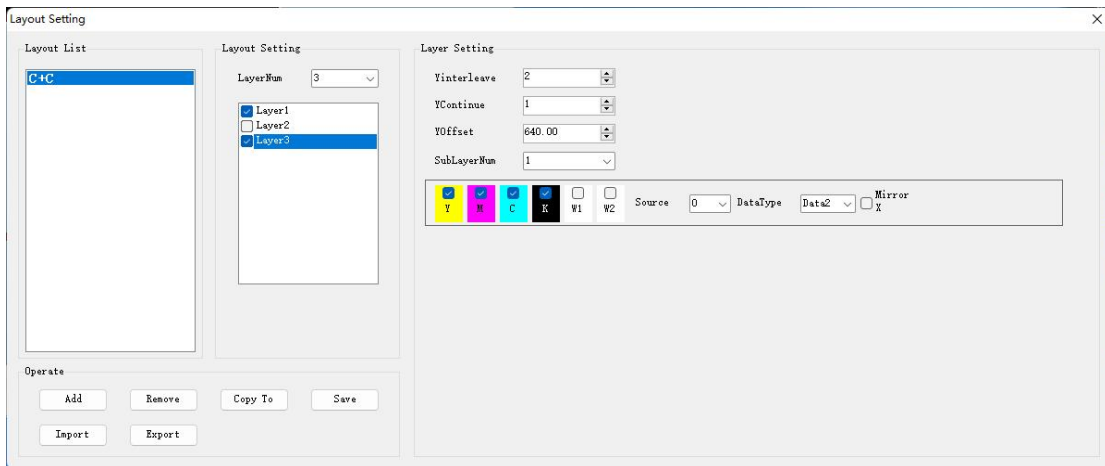 Layout Setting
Layout List
C+C
Layout Setting
LayerNum 3
Layer1
Layer2
Layer3
Layer Setting
Yinterleave 2
YContinue 1
YOffset 640.00
SubLayerNum 1
Y M C K W1 W2 Source 0 DataType Data2 Mirror
X
Operate
Add Remove Copy To Save
Import Export